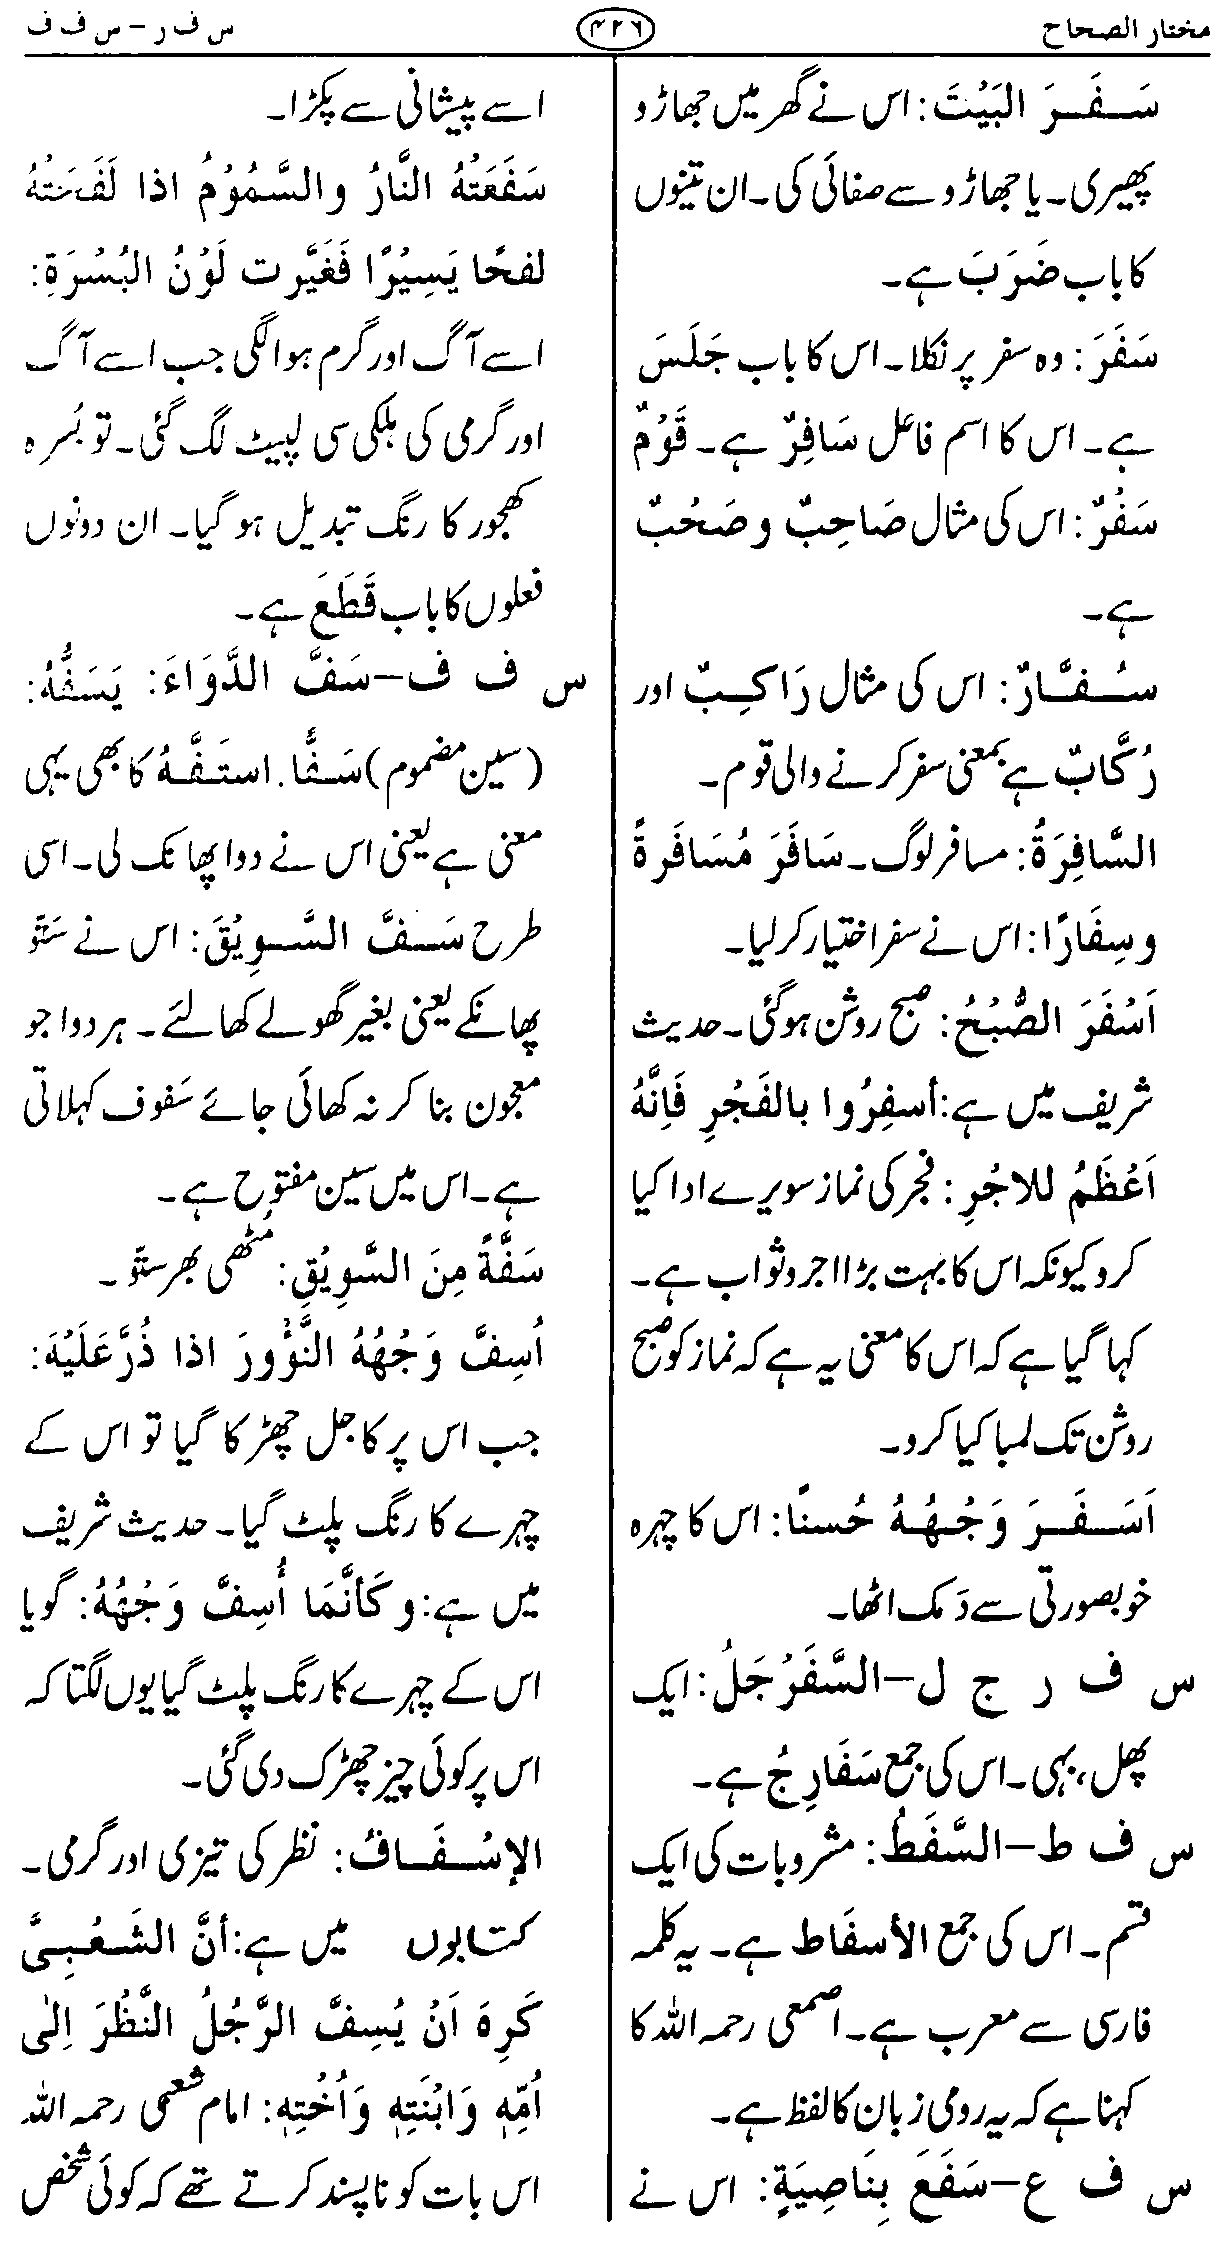 مختار الصحاح
۴۲۶
س ف ر - س ف ف
سَفَرَ البَيْتَ: اس نے گھر میں جھاڑو
پھیری۔ یا جھاڑو سے صفائی کی۔ ان تینوں
کا باب ضَرَبَ ہے۔
سَفَرَ: وہ سفر پر نکلا۔ اس کا باب جَلَسَ
ہے۔ اس کا اسم فاعل سَافِرٌ ہے۔ قَوْمٌ
سَفْرٌ: اس کی مثال صَاحِبٌ وصَحْبٌ
ہے۔
سُفَّارٌ: اس کی مثال رَاكِبٌ اور
رُكَّابٌ ہے بمعنی سفر کرنے والی قوم۔
السَّافِرَةُ: مسافر لوگ۔ سَافَرَ مُسَافَرةً
وسِفَارًا: اس نے سفر اختیار کر لیا۔
اَسْفَرَ الصُّبْحُ: صبح روشن ہوگئی۔ حدیث
شریف میں ہے: أسفِرُوا بالفَجْرِ فَاِنَّهُ
اَعْظَمُ للاجْرِ: فجر کی نماز سویرے ادا کیا
کرو کیونکہ اس کا بہت بڑا اجر و ثواب ہے۔
کہا گیا ہے کہ اس کا معنی یہ ہے کہ نماز کو صبح
روشن تک لمبا کیا کرو۔
اَسَفَرَ وَجْهُهُ حُسنًا: اس کا چہرہ
خوبصورتی سے دَمک اٹھا۔
س ف ر ج ل - السَّفَرْجَلُ: ایک
پھل، بہی۔ اس کی جمع سَفَارِجُ ہے۔
س ف ط - السَّفَطُ: مشروبات کی ایک
قسم۔ اس کی جمع الأسفَاط ہے۔ یہ کلمہ
فارسی سے معرب ہے۔ اصمعی رحمہ اللہ کا
کہنا ہے کہ یہ رومی زبان کا لفظ ہے۔
س ف ع - سَفَعَ بِنَاصِيَةٍ: اس نے
اسے پیشانی سے پکڑا۔
سَفَعَتْهُ النَّارُ والسَّمُوْمُ اذا لَفَحَتْهُ
لفحًا يَسِيْرًا فَغَيَّرت لَوْنُ البُسْرَةِ:
اسے آگ اور گرم ہوا لگی جب اسے آگ
اور گرمی کی ہلکی سی لپیٹ لگ گئی۔ تو بُسرہ
کھجور کا رنگ تبدیل ہو گیا۔ ان دونوں
فعلوں کا باب قَطَعَ ہے۔
س ف ف - سَفَّ الدَّوَاءَ: يَسَفُّهُ:
(سین مضموم) سَفًّا. استَفَّهُ کا بھی یہی
معنی ہے یعنی اس نے دوا پھانک لی۔ اسی
طرح سَفَّ السَّوِيْقَ: اس نے ستّو
پھانکے یعنی بغیر گھولے کھا لئے۔ ہر دوا جو
معجون بنا کر نہ کھائی جائے سَفوف کہلاتی
ہے۔ اس میں سین مفتوح ہے۔
سَفَّةً مِنَ السَّوِيْقِ: مُٹھی بھر ستّو۔
اُسِفَّ وَجْهُهُ النَّؤُورَ اذا ذُرَّعَلَيْهَ:
جب اس پر کاجل چھڑکا گیا تو اس کے
چہرے کا رنگ پلٹ گیا۔ حدیث شریف
میں ہے: وكَأنَّمَا أُسِفَّ وَجْهُهُ: گویا
اس کے چہرے کا رنگ پلٹ گیا یوں لگتا کہ
اس پر کوئی چیز چھڑک دی گئی۔
الإسْفَافُ: نظر کی تیزی اور گرمی۔
کتابوں میں ہے: أنَّ الشَعْبِىَّ
كَرِهَ اَنْ يُسِفَّ الرَّجُلُ النَّظْرَ اِلٰى
اُمِّهٖ وَابْنَتِهٖ وَاُخْتِهٖ: امام شعبی رحمہ اللہ
اس بات کو ناپسند کرتے تھے کہ کوئی شخص